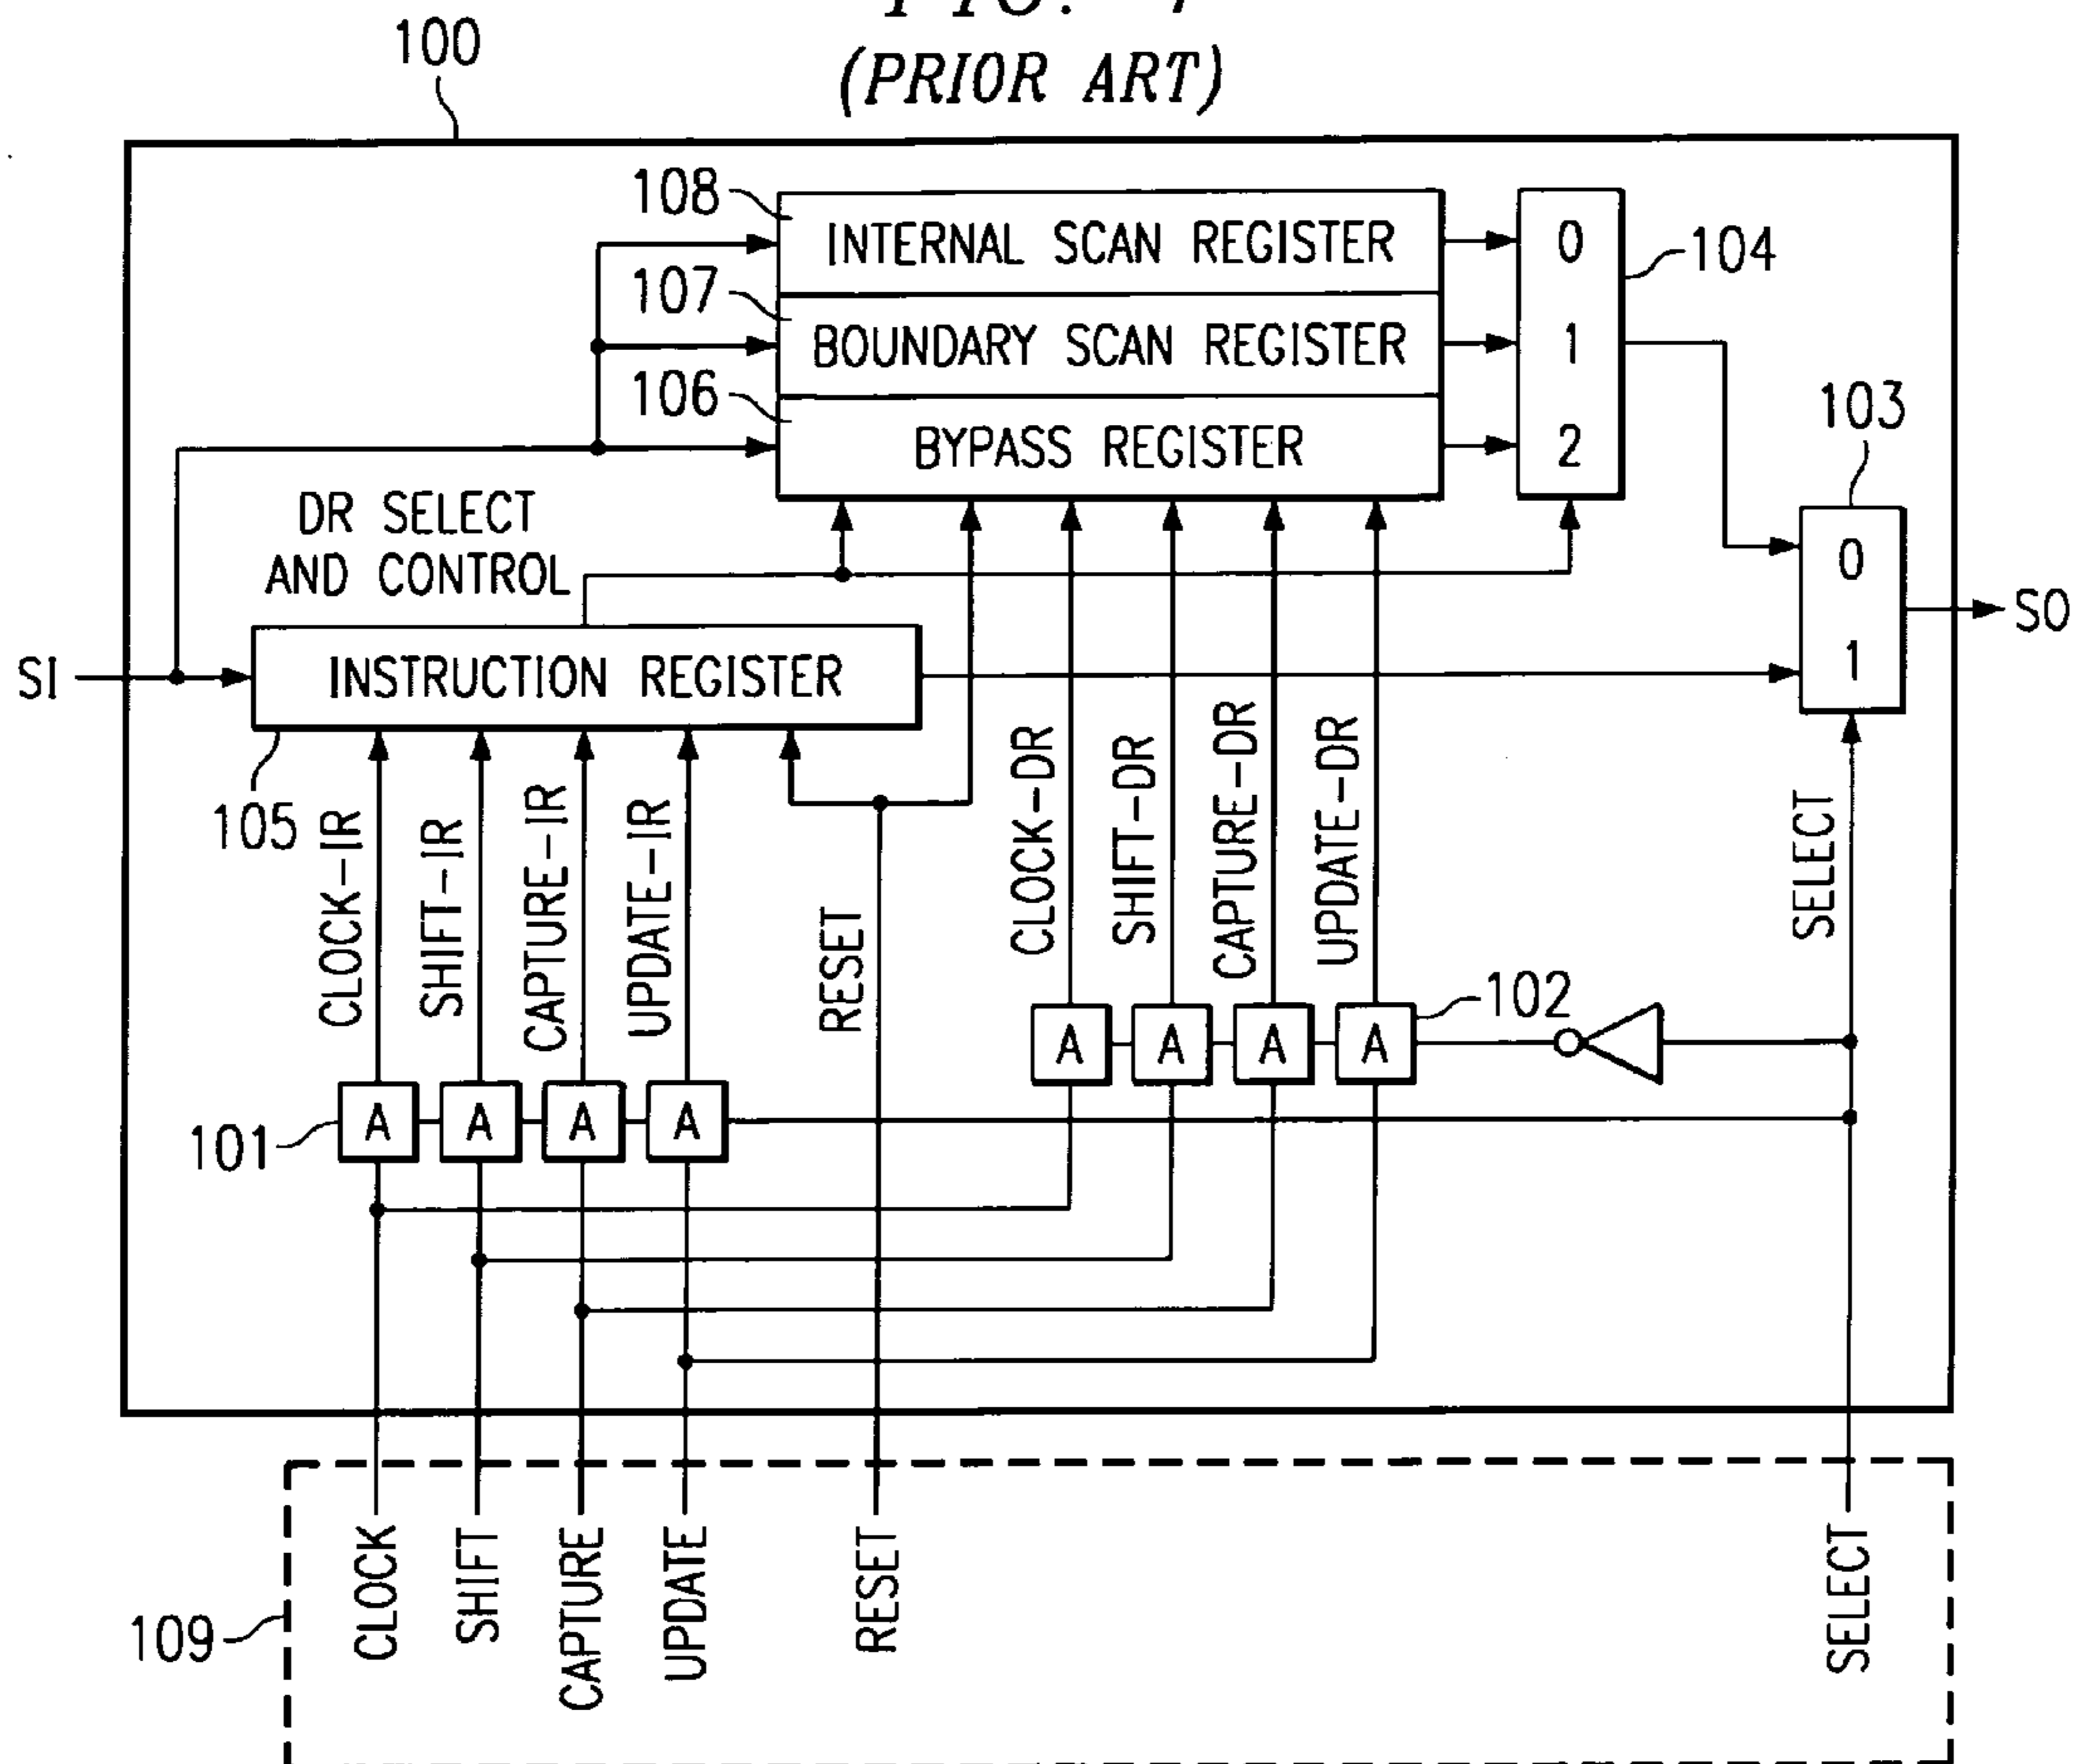 FIG.
(PRIOR ART)
100
108
INTERNAL SCAN REGISTER
0
104
107
BOUNDARY SCAN REGISTER
1
106
BYPASS REGISTER
2
103
DR SELECT
AND CONTROL
0
SO
SI
INSTRUCTION REGISTER
1
105
CLOCK-IR
SHIFT-IR
CAPTURE-IR
UPDATE-IR
RESET
CLOCK-DR
SHIFT-DR
CAPTURE-DR
UPDATE-DR
SELECT
102
A
A
A
A
101
A
A
A
A
109
CLOCK
SHIFT
CAPTURE
UPDATE
RESET
SELECT